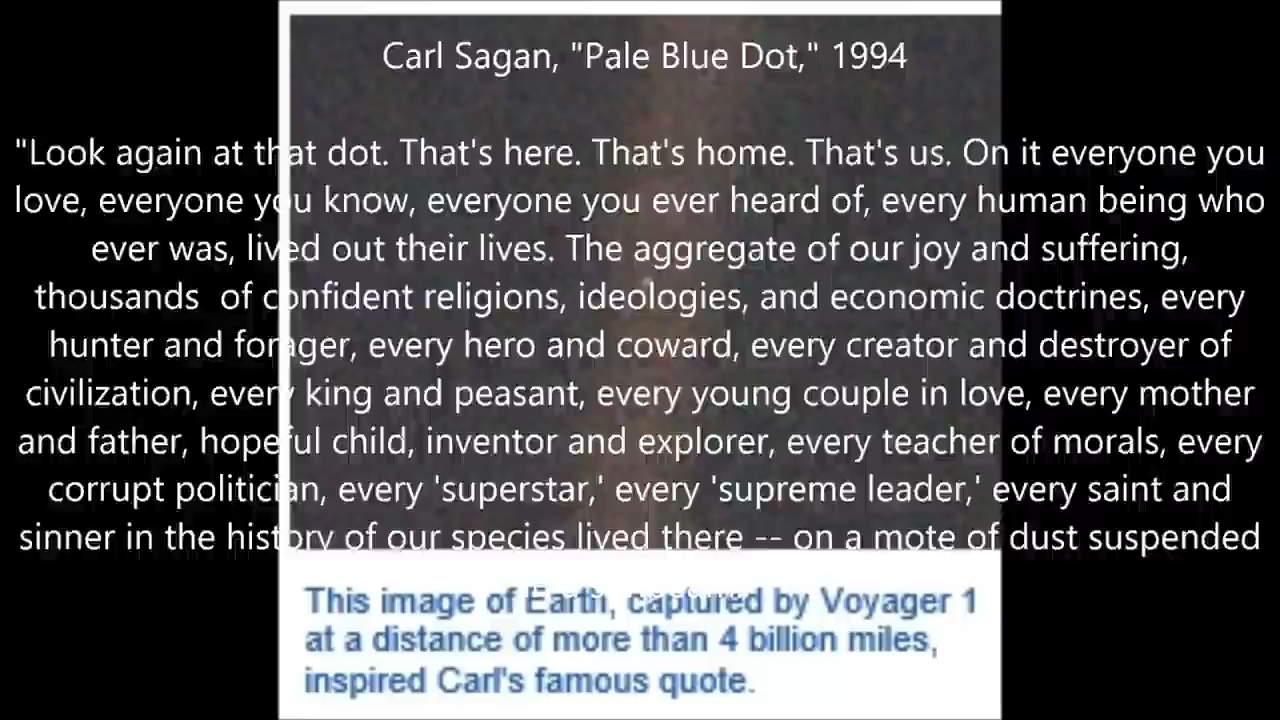 Carl Sagan, "Pale Blue Dot," 1994
"Look again at that dot. That's here. That's home. That's us. On it everyone you
love, everyone you know, everyone you ever heard of, every human being who
ever was, lived out their lives. The aggregate of our joy and suffering,
thousands  of confident religions, ideologies, and economic doctrines, every
hunter and forager, every hero and coward, every creator and destroyer of
civilization, every king and peasant, every young couple in love, every mother
and father, hopeful child, inventor and explorer, every teacher of morals, every
corrupt politician, every 'superstar,' every 'supreme leader,' every saint and
sinner in the history of our species lived there -- on a mote of dust suspended
This image of Earth, captured by Voyager 1
at a distance of more than 4 billion miles,
inspired Carl's famous quote.